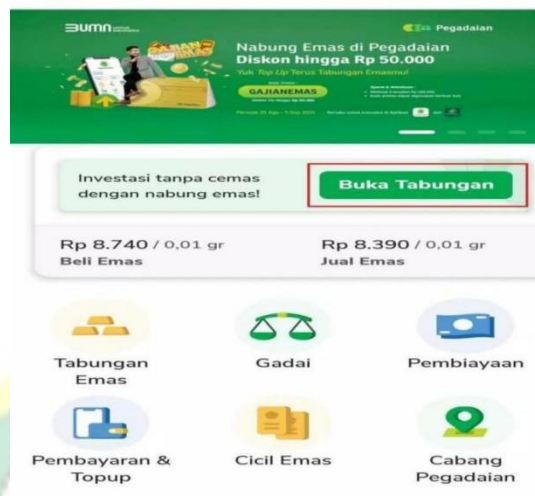 BUMN
Pegadaian
Nabung Emas di Pegadaian
Diskon hingga Rp 50.000
Yuk Top Up Terus Tabungan Emasmu!
GAJIANEMAS
Investasi tanpa cemas
dengan nabung emas!
Buka Tabungan
Rp 8.740 / 0,01 gr
Beli Emas
Rp 8.390 / 0,01 gr
Jual Emas
Tabungan
Emas
Gadai
Pembiayaan
Pembayaran &
Topup
Cicil Emas
Cabang
Pegadaian